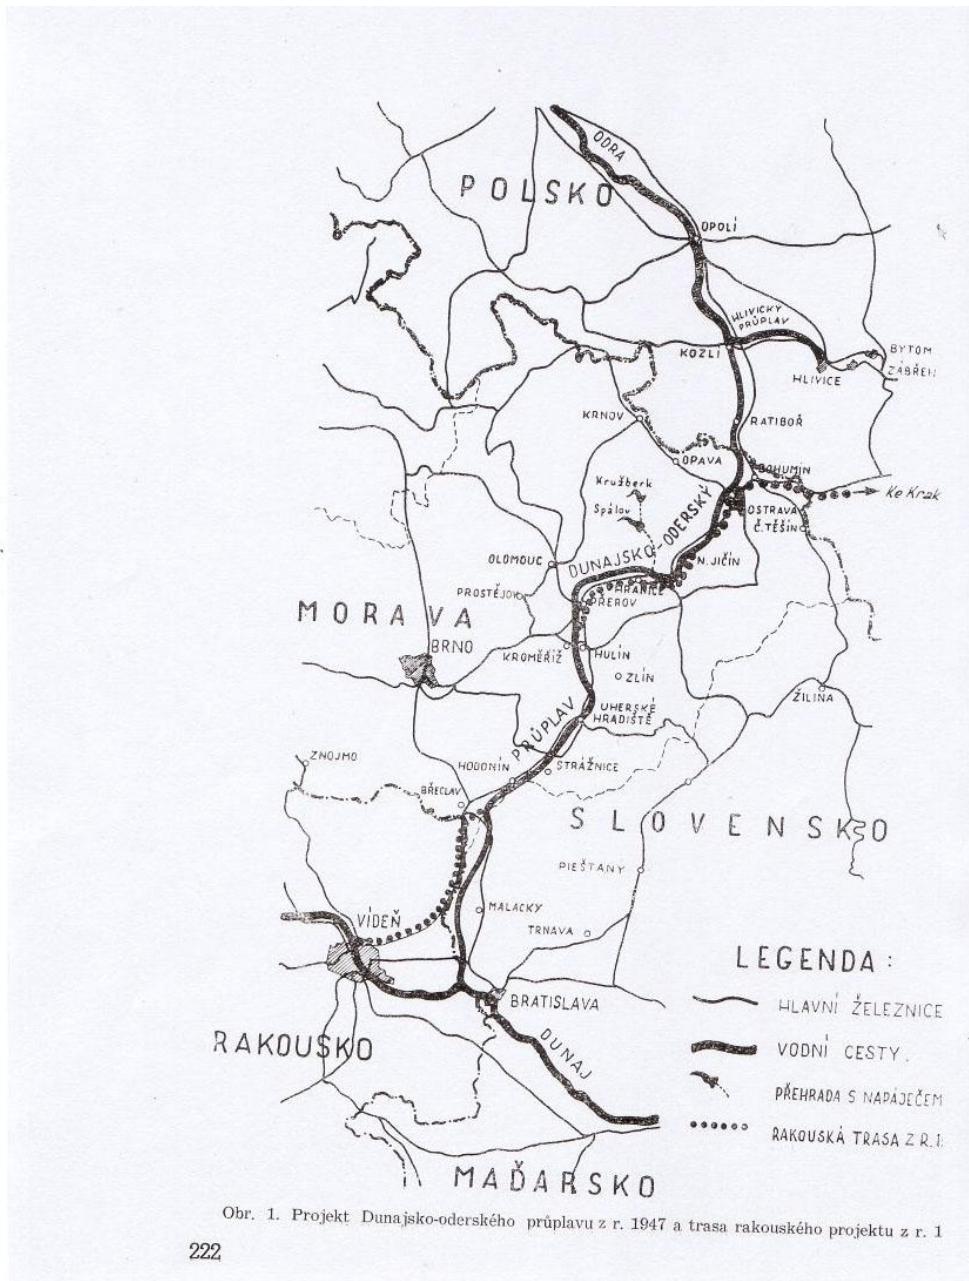 ODRA
POLSKO
OPOLÍ
HLIVICKÝ
PRŮPLAV
KOZLÍ
BYTOM
ZÁBŘEH
HLIVICE
RATIBOŘ
KRNOV
OPAVA
BOHUMÍN
Kružberk
Ke Krak
Spálov
OSTRAVA
Č.TĚŠÍN
DUNAJSKO-ODERSKÝ
N.JIČÍN
OLOMOUC
HRANICE
PROSTĚJOV
PŘEROV
MORAVA
BRNO
KROMĚŘÍŽ
HULÍN
ZLÍN
ŽILINA
UHERSKÉ
HRADIŠTĚ
PRŮPLAV
ZNOJMO
HODONÍN
STRÁŽNICE
BŘECLAV
SLOVENSKO
PIEŠTANY
MALACKY
VÍDEŇ
TRNAVA
LEGENDA:
BRATISLAVA
HLAVNÍ ŽELEZNICE
RAKOUSKO
DUNAJ
VODNÍ CESTY.
PŘEHRADA S NAPÁJEČEM
RAKOUSKÁ TRASA Z R.1
MAĎARSKO
Obr. 1. Projekt Dunajsko-oderského průplavu z r. 1947 a trasa rakouského projektu z r. 1
222